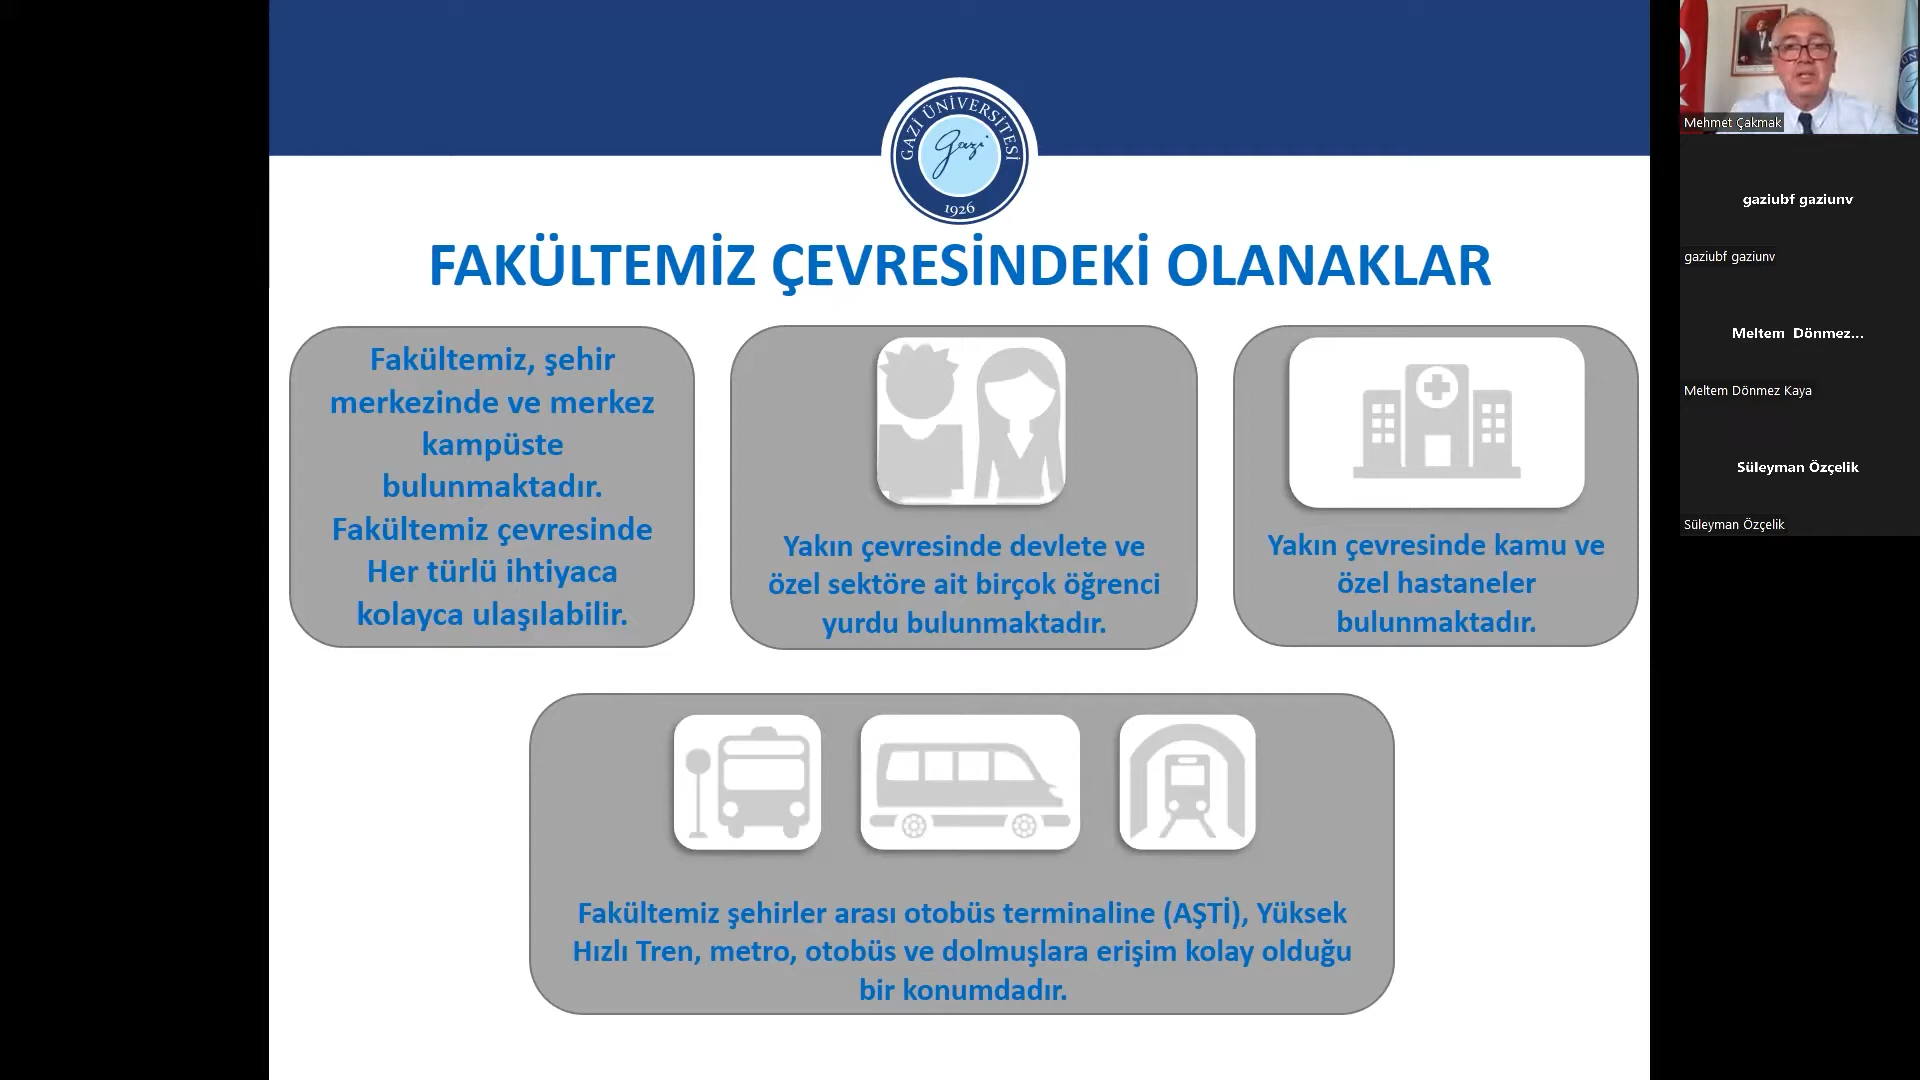 GAZİ ÜNİVERSİTESİ
gazi
1926
FAKÜLTEMİZ ÇEVRESİNDEKİ OLANAKLAR
Fakültemiz, şehir
merkezinde ve merkez
kampüste
bulunmaktadır.
Fakültemiz çevresinde
Her türlü ihtiyaca
kolayca ulaşılabilir.
Yakın çevresinde devlete ve
özel sektöre ait birçok öğrenci
yurdu bulunmaktadır.
Yakın çevresinde kamu ve
özel hastaneler
bulunmaktadır.
Fakültemiz şehirler arası otobüs terminaline (AŞTİ), Yüksek
Hızlı Tren, metro, otobüs ve dolmuşlara erişim kolay olduğu
bir konumdadır.
Mehmet Çakmak
gaziubf gaziunv
gaziubf gaziunv
Meltem Dönmez...
Meltem Dönmez Kaya
Süleyman Özçelik
Süleyman Özçelik